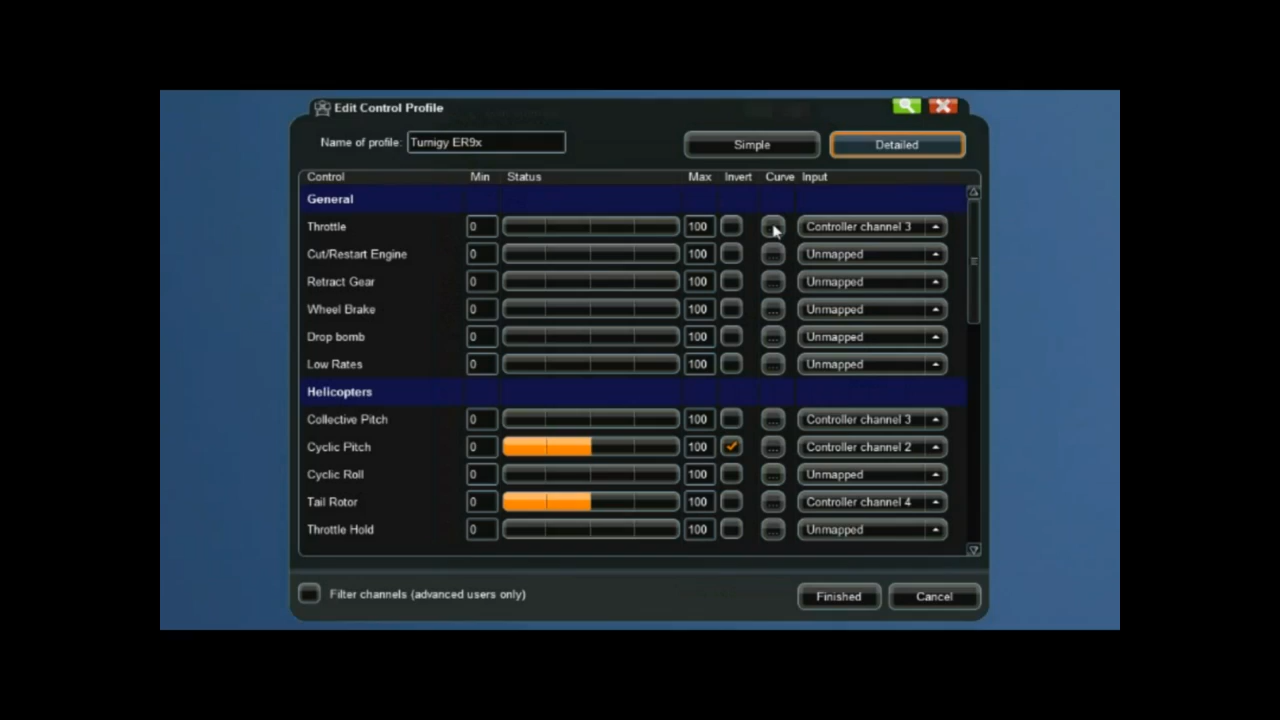 Edit Control Profile
Name of profile: Turnigy ER9x Simple Detailed
Control Min Status Max Invert Curve Input
General
Throttle 0 100 Controller channel 3
Cut/Restart Engine 0 100 ... Unmapped
Retract Gear 0 100 ... Unmapped
Wheel Brake 0 100 ... Unmapped
Drop bomb 0 100 ... Unmapped
Low Rates 0 100 ... Unmapped
Helicopters
Collective Pitch 0 100 ... Controller channel 3
Cyclic Pitch 0 100 ... Controller channel 2
Cyclic Roll 0 100 ... Unmapped
Tail Rotor 0 100 ... Controller channel 4
Throttle Hold 0 100 ... Unmapped
Filter channels (advanced users only) Finished Cancel